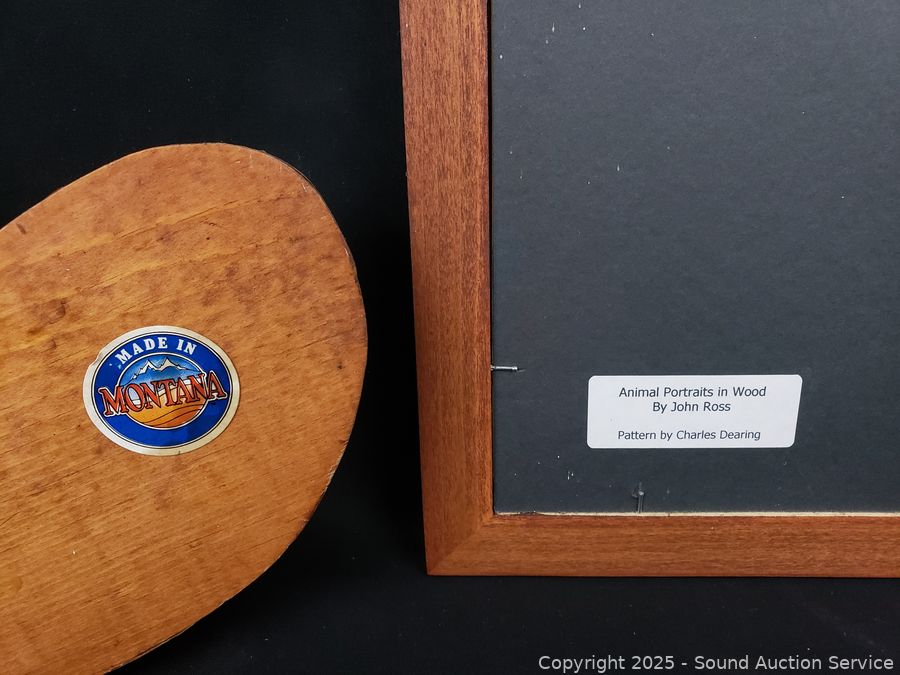 MADE IN
MONTANA
Animal Portraits in Wood
By John Ross
Pattern by Charles Dearing
Copyright 2025 - Sound Auction Service